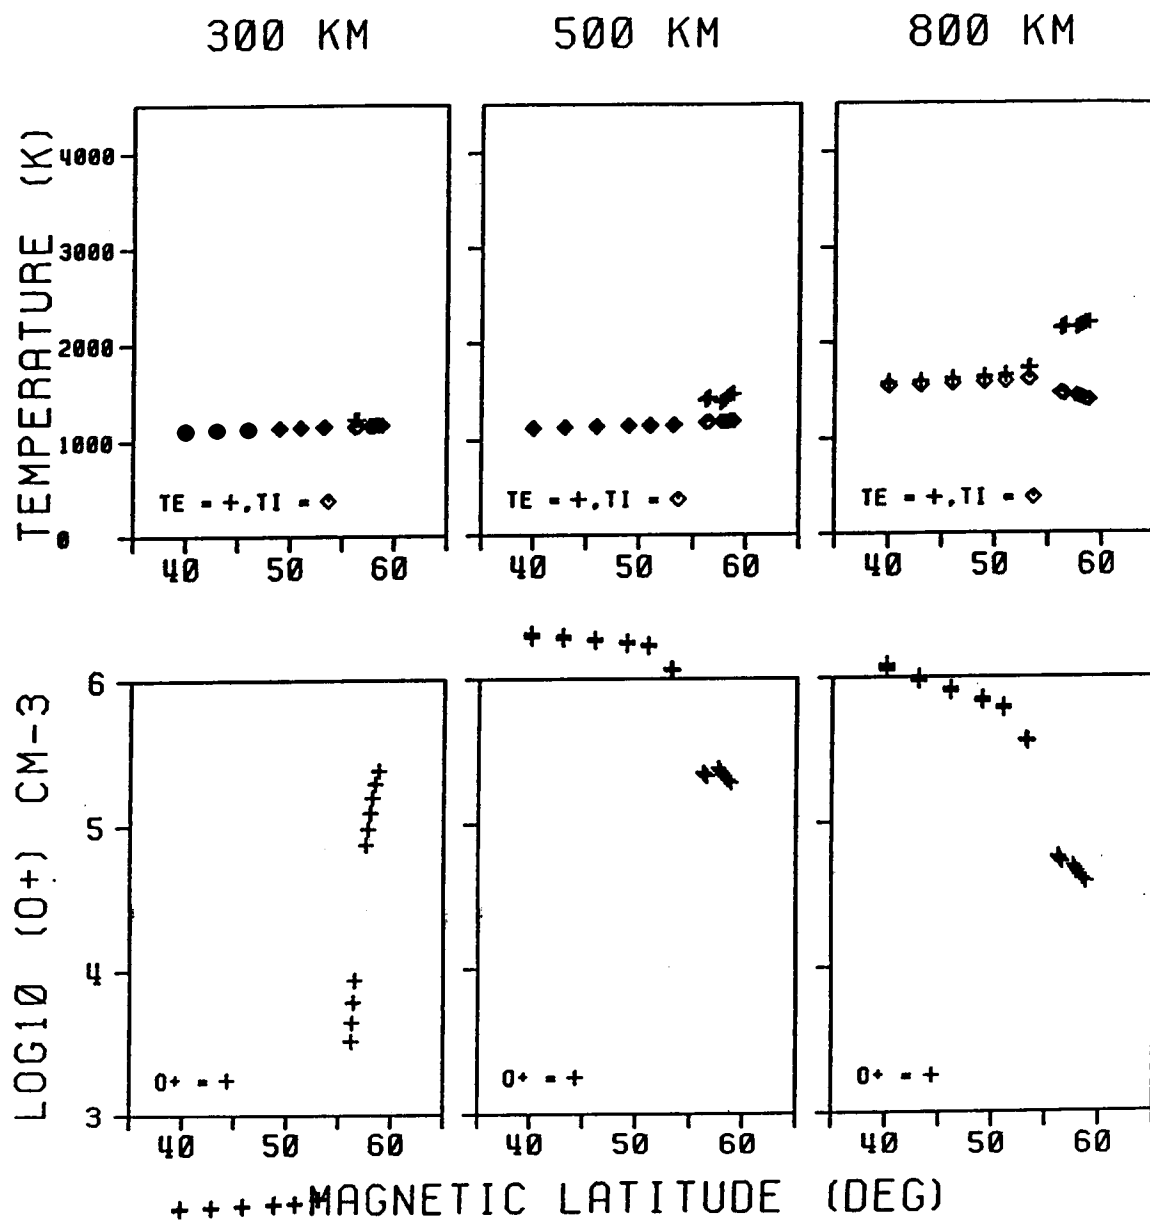 300 KM 500 KM 800 KM
TEMPERATURE (K)
4000
3000
2000
1000
0
TE = +,TI = ◇
TE = +,TI = ◇
TE = +,TI = ◇
40 50 60
40 50 60
40 50 60
LOG10 (O+) CM-3
6
5
4
3
O+ = +
O+ = +
O+ = +
40 50 60
40 50 60
40 50 60
MAGNETIC LATITUDE (DEG)